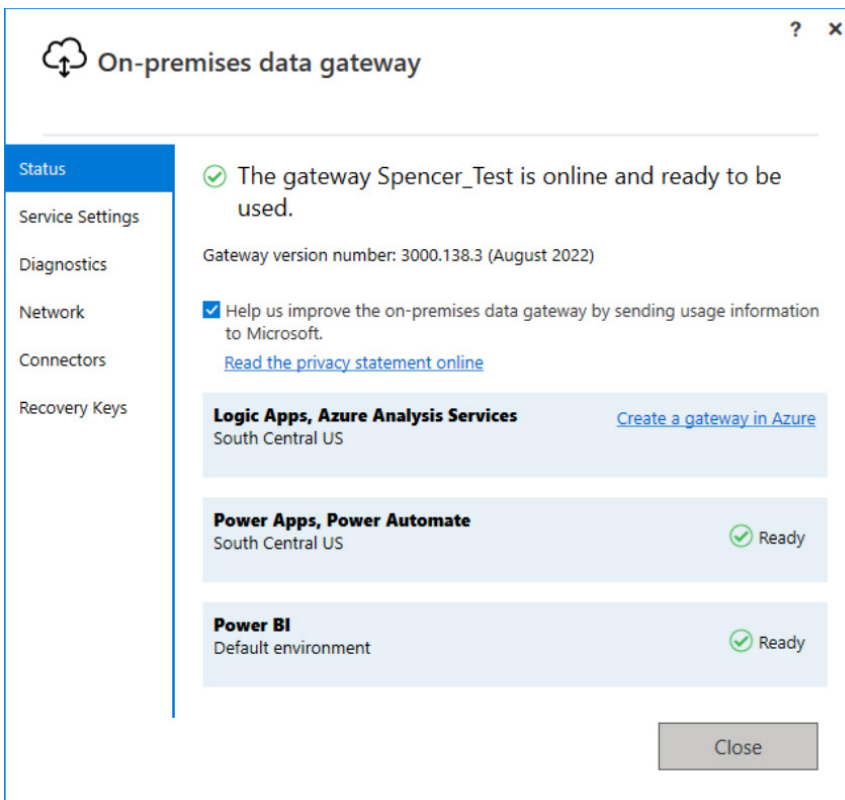 ? ×
On-premises data gateway
Status
Service Settings
Diagnostics
Network
Connectors
Recovery Keys
The gateway Spencer_Test is online and ready to be
used.
Gateway version number: 3000.138.3 (August 2022)
Help us improve the on-premises data gateway by sending usage information
to Microsoft.
Read the privacy statement online
Logic Apps, Azure Analysis Services
Create a gateway in Azure
South Central US
Power Apps, Power Automate
South Central US
Ready
Power BI
Default environment
Ready
Close